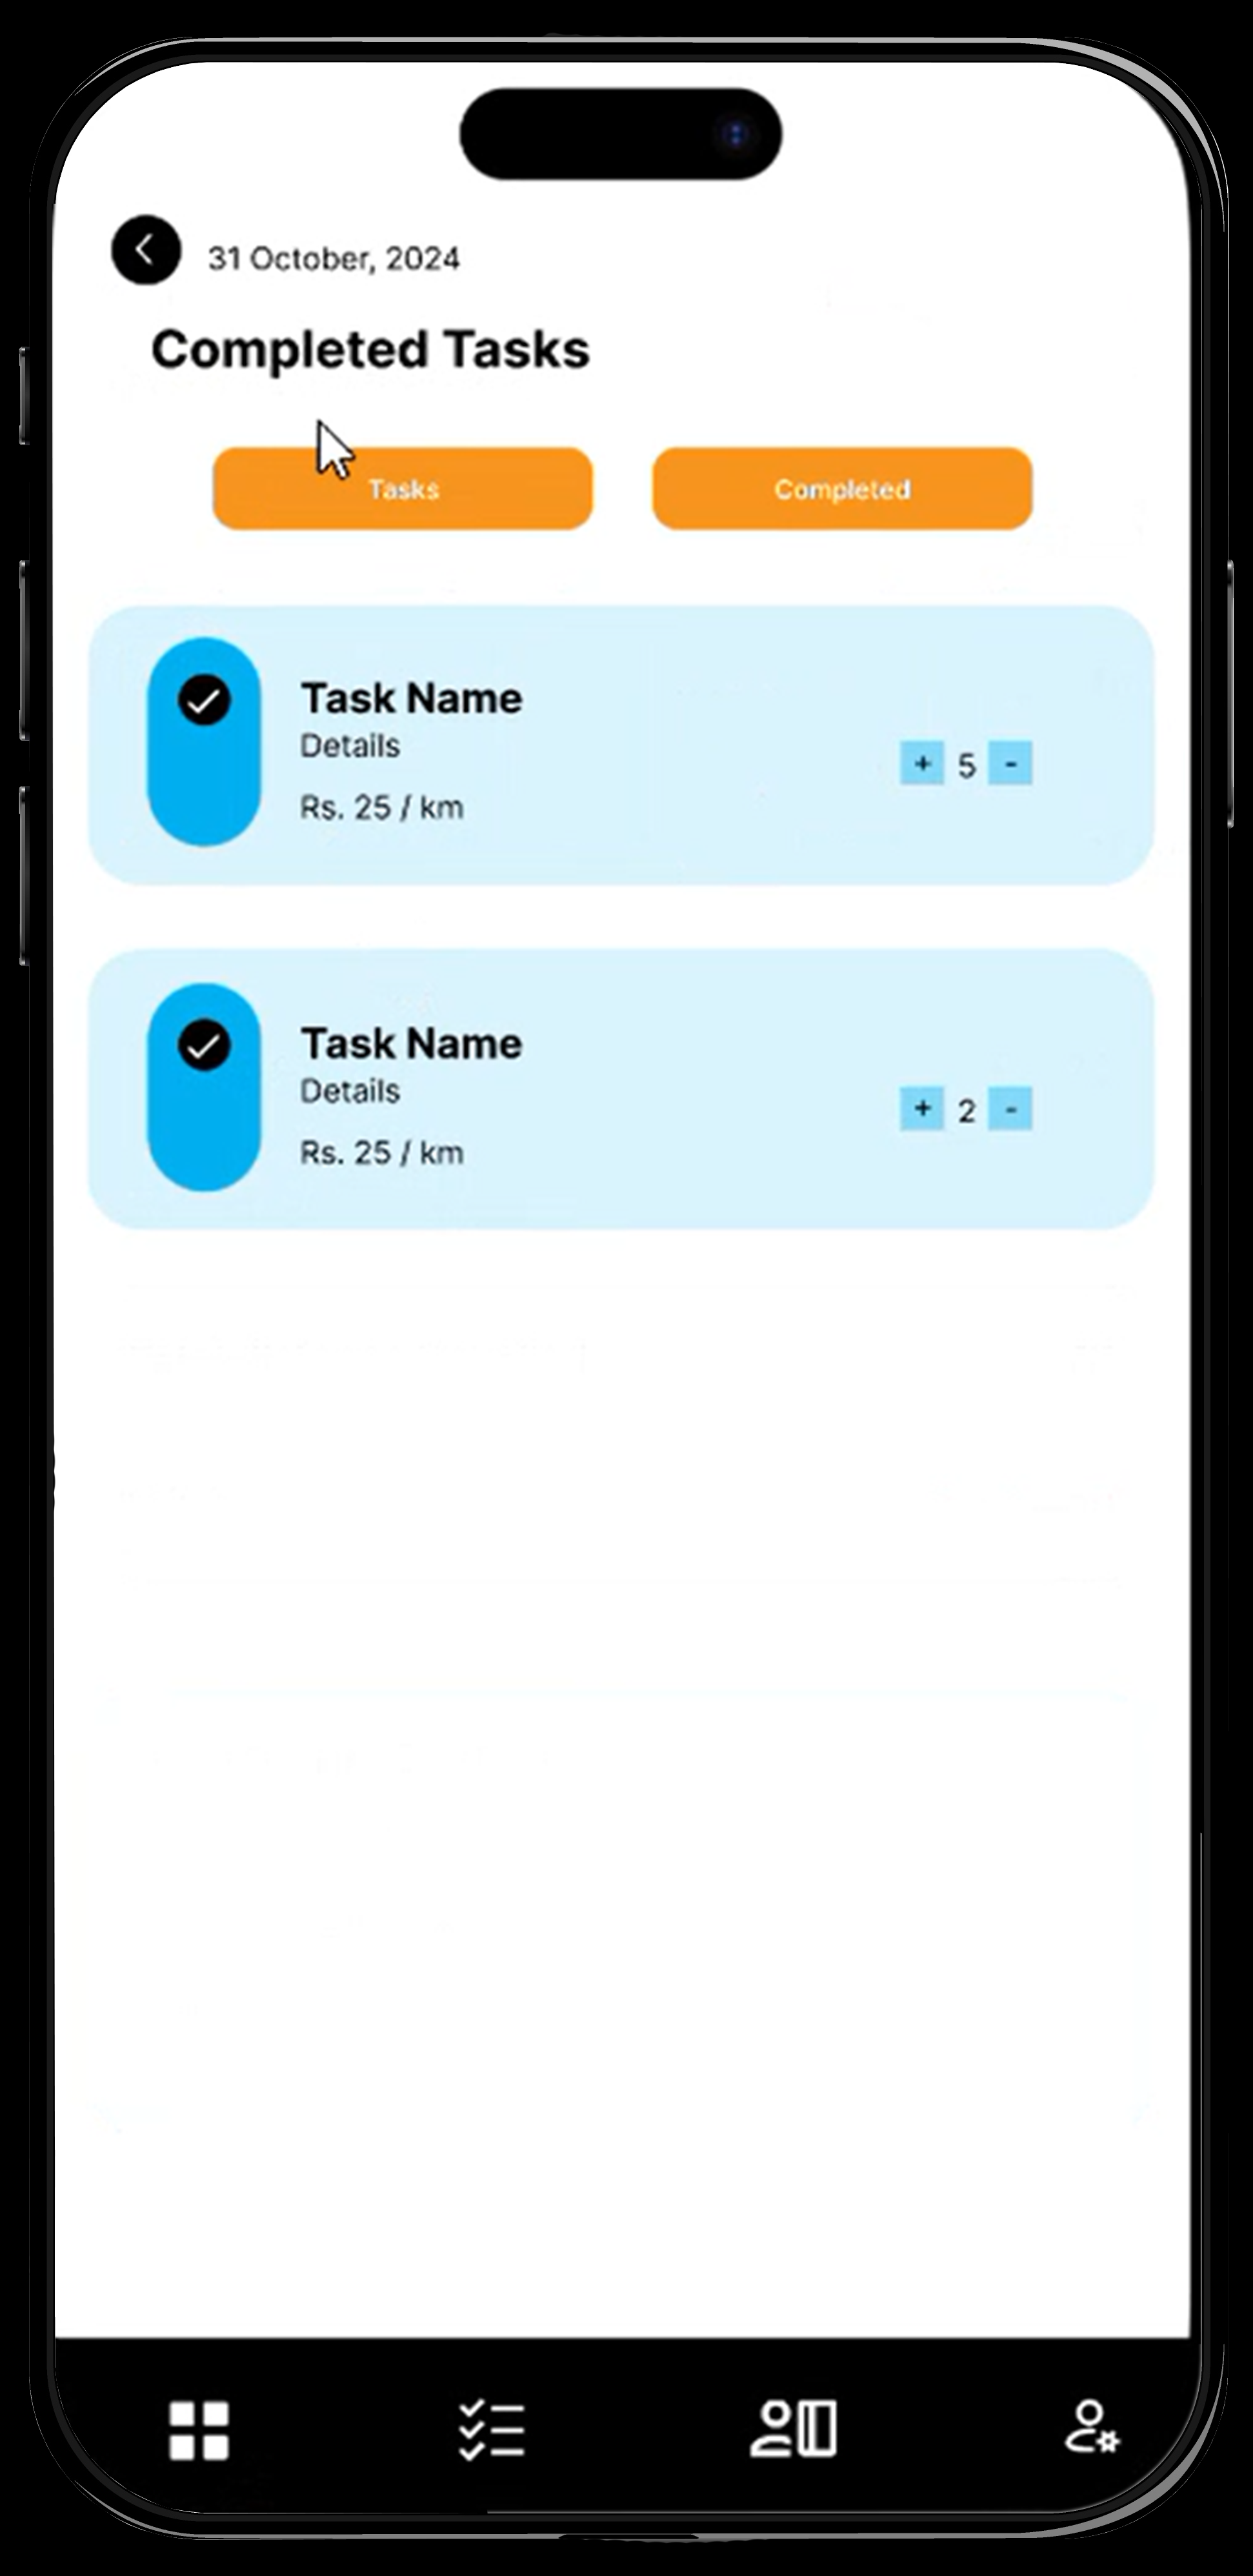 31 October, 2024
Completed Tasks
Tasks
Completed
Task Name
Details
Rs. 25 / km
+ 5 -
Task Name
Details
Rs. 25 / km
+ 2 -